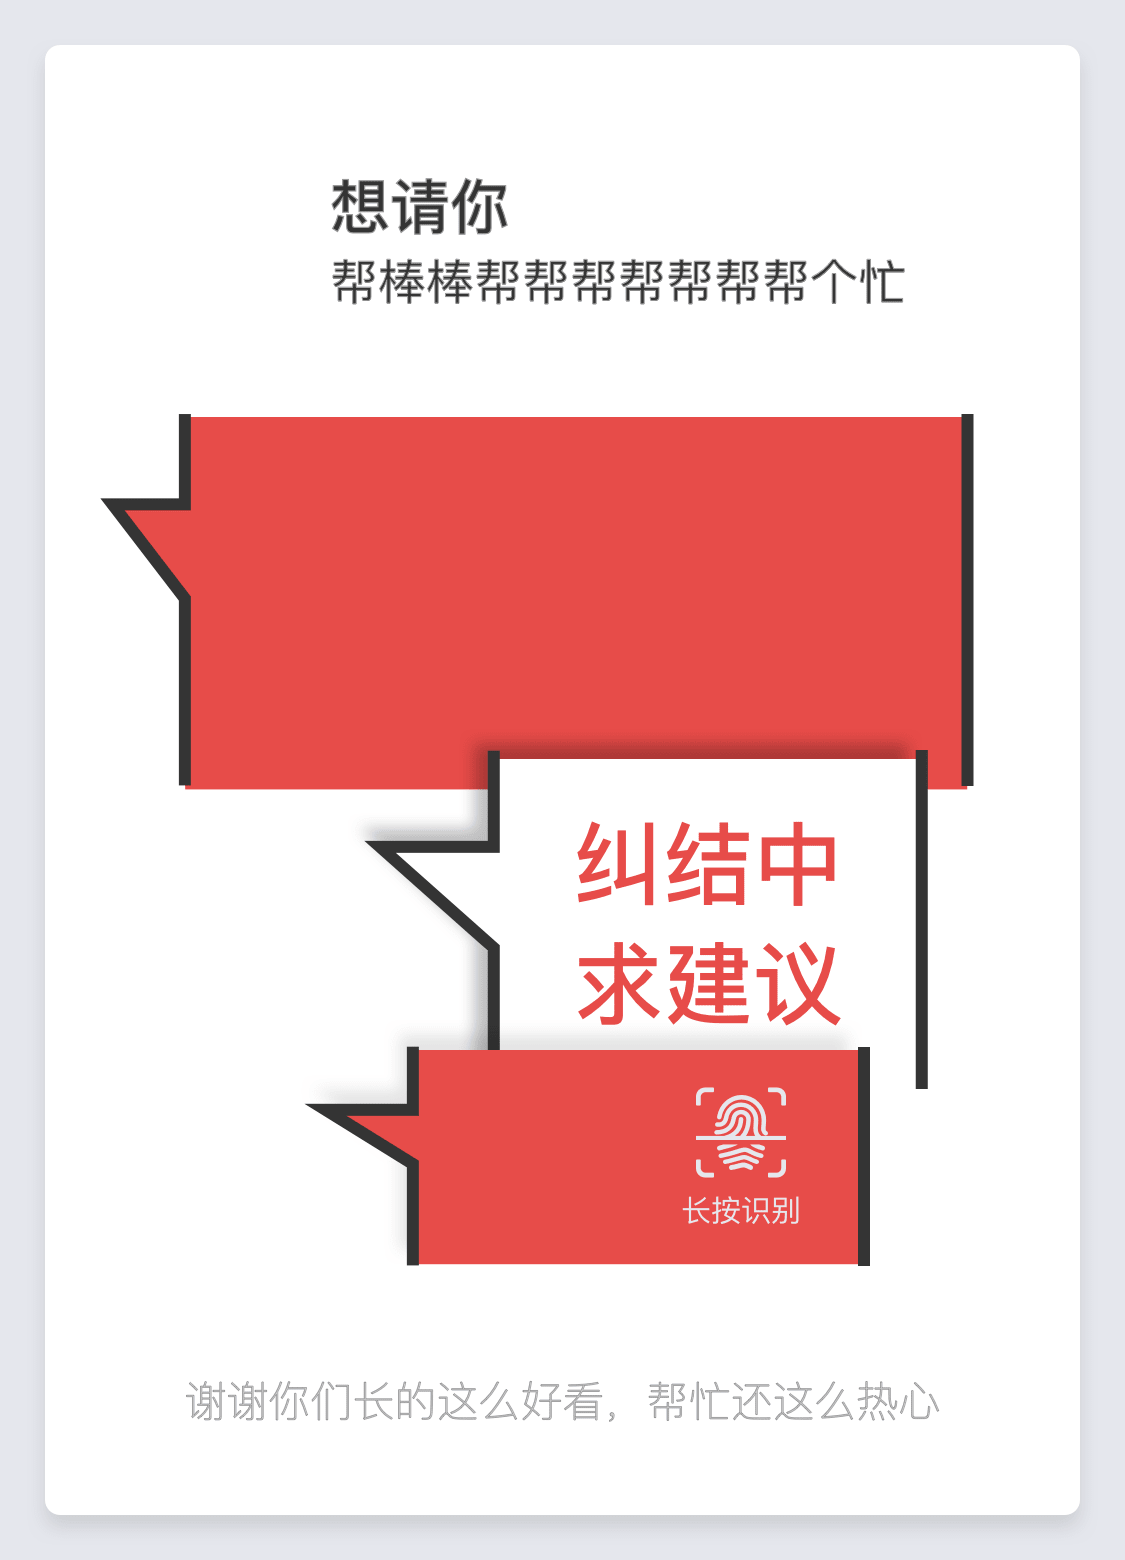 想请你
帮棒棒帮帮帮帮帮帮帮个忙
纠结中
求建议
长按识别
谢谢你们长的这么好看，帮忙还这么热心